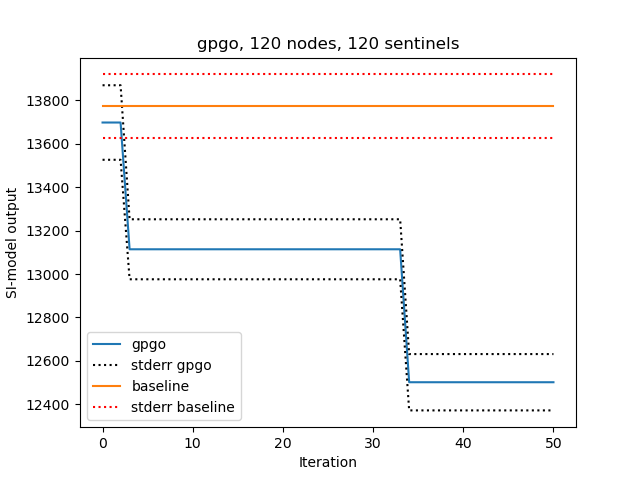 gpgo, 120 nodes, 120 sentinels
SI-model output
13800
13600
13400
13200
13000
12800
12600
12400
gpgo
stderr gpgo
baseline
stderr baseline
0 10 20 30 40 50
Iteration